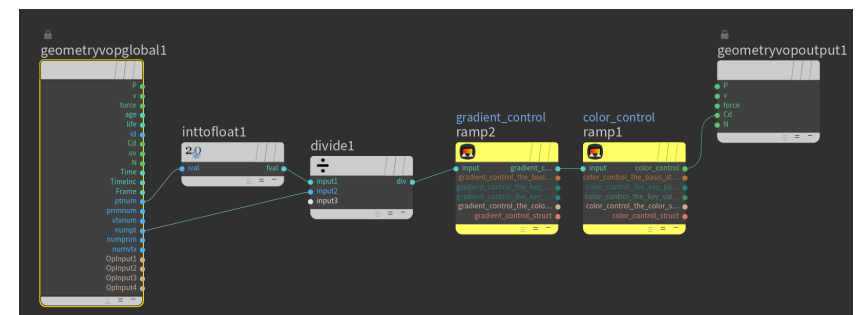 geometryvopglobal1
P
v
force
age
life
id
Cd
uv
N
Time
TimeInc
Frame
ptnum
primnum
vtxnum
numpt
numprim
numvtx
OpInput1
OpInput2
OpInput3
OpInput4
inttofloat1
ival fval
divide1
input1 div
input2
input3
gradient_control
ramp2
input gradient_c...
gradient_control_the_basi...
gradient_control_the_key_...
gradient_control_the_key_...
gradient_control_the_colo...
gradient_control_struct
color_control
ramp1
input color_control
color_control_the_basis_st...
color_control_the_key_po...
color_control_the_key_val...
color_control_the_color_s...
color_control_struct
geometryvopoutput1
P
v
force
Cd
N